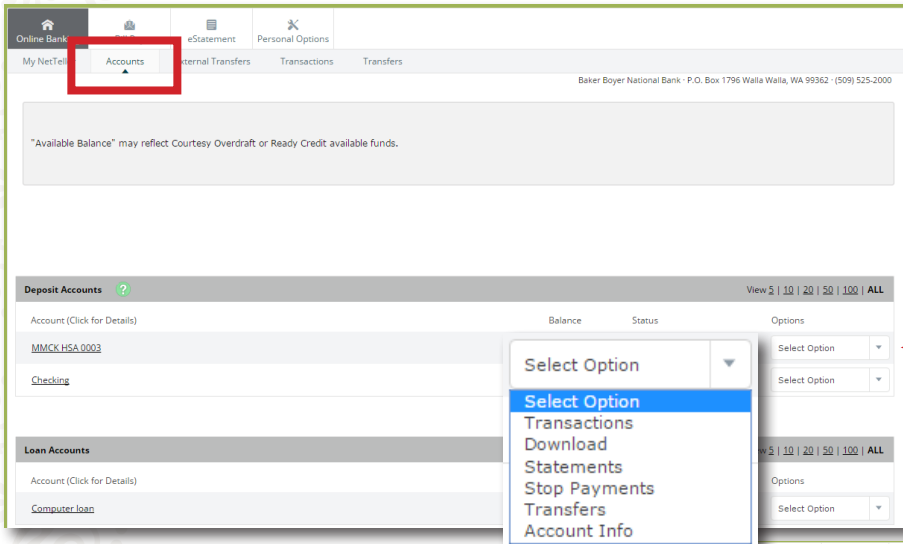 Online Bank
eStatement
Personal Options
My NetTell
Accounts
ternal Transfers
Transactions
Transfers
Baker Boyer National Bank · P.O. Box 1796 Walla Walla, WA 99362 · (509) 525-2000
"Available Balance" may reflect Courtesy Overdraft or Ready Credit available funds.
Deposit Accounts ?
View 5 | 10 | 20 | 50 | 100 | ALL
Account (Click for Details)
Balance
Status
Options
MMCK HSA 0003
Select Option
Checking
Select Option
Select Option
Select Option
Transactions
Download
Statements
Stop Payments
Transfers
Account Info
Loan Accounts
5 | 10 | 20 | 50 | 100 | ALL
Account (Click for Details)
Options
Computer loan
Select Option